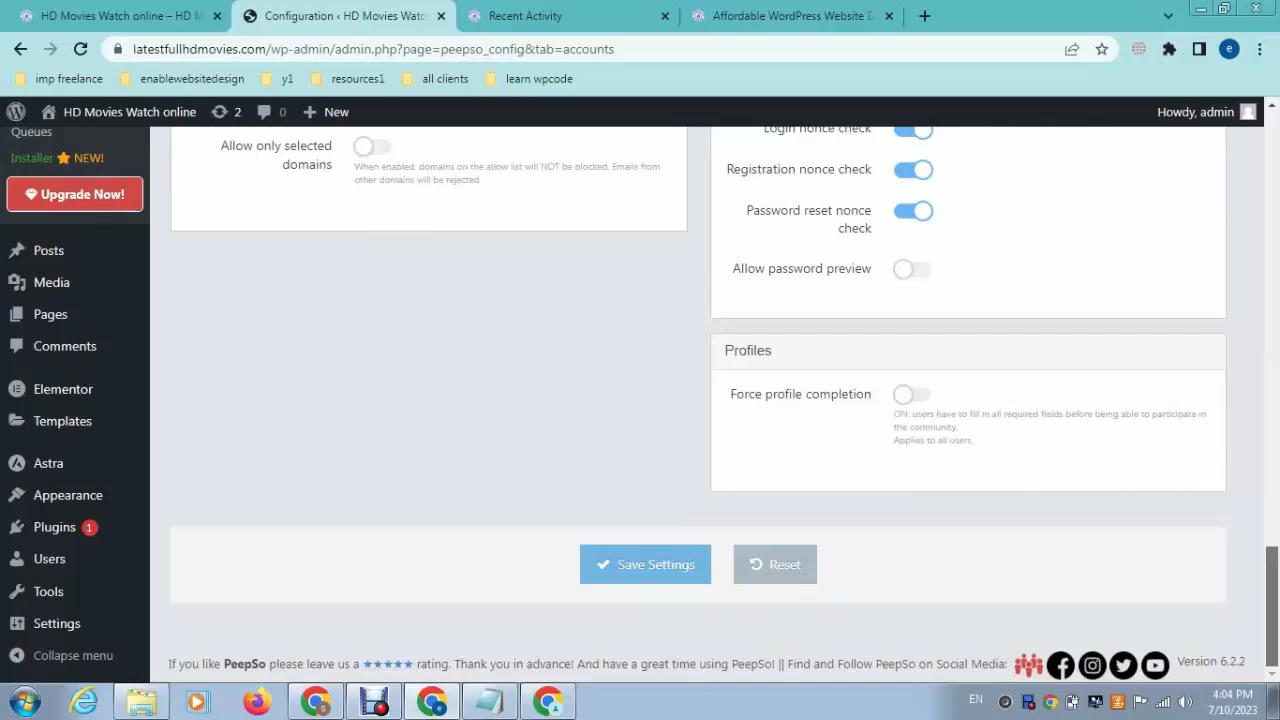 HD Movies Watch online – HD M
Configuration ‹ HD Movies Watc
Recent Activity
Affordable WordPress Website D
latestfullhdmovies.com/wp-admin/admin.php?page=peepso_config&tab=accounts
e
imp freelance
enablewebsitedesign
y1
resources1
all clients
learn wpcode
HD Movies Watch online
2
0
New
Howdy, admin
Queues
Installer NEW!
Upgrade Now!
Posts
Media
Pages
Comments
Elementor
Templates
Astra
Appearance
Plugins 1
Users
Tools
Settings
Collapse menu
Allow only selected
domains
When enabled, domains on the allow list will NOT be blocked. Emails from
other domains will be rejected
Login nonce check
Registration nonce check
Password reset nonce
check
Allow password preview
Profiles
Force profile completion
ON: users have to fill in all required fields before being able to participate in
the community.
Applies to all users.
Save Settings
Reset
If you like PeepSo please leave us a ★★★★★ rating. Thank you in advance! And have a great time using PeepSo! || Find and Follow PeepSo on Social Media:
Version 6.2.2
EN
4:04 PM
7/10/2023